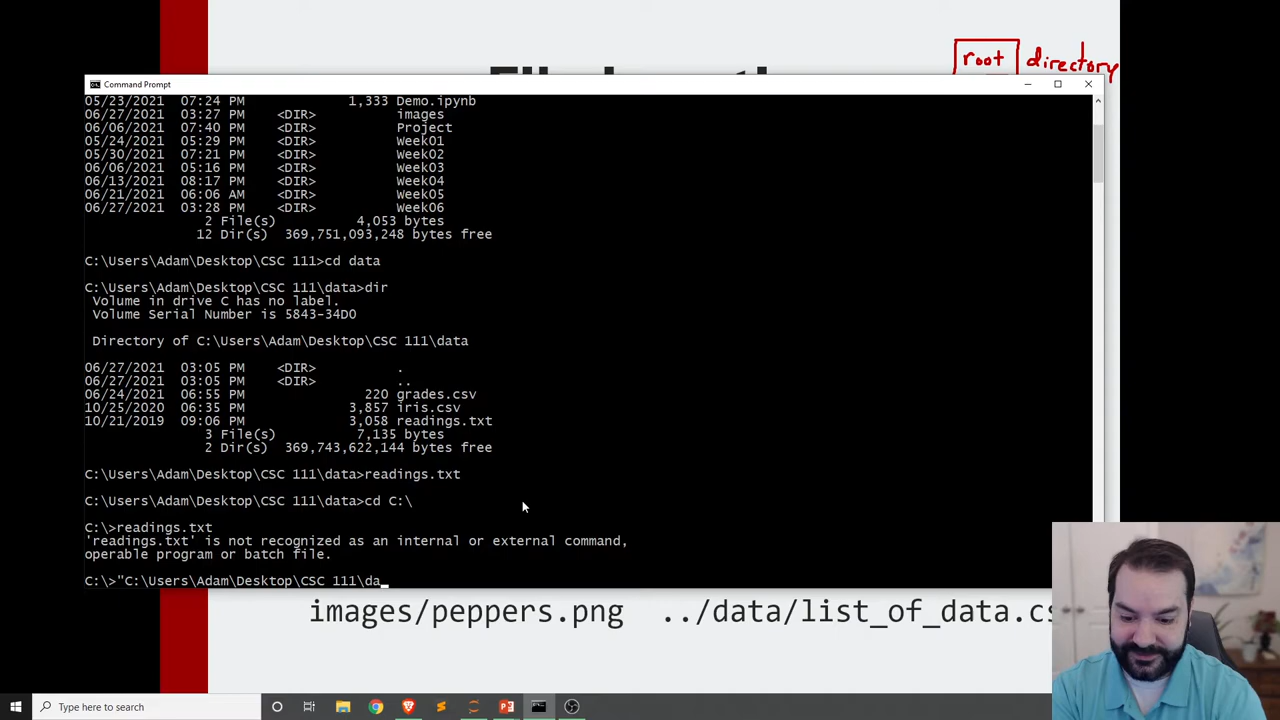 root directory
Command Prompt
05/23/2021 07:24 PM 1,333 Demo.ipynb
06/27/2021 03:27 PM <DIR> images
06/06/2021 07:40 PM <DIR> Project
05/24/2021 05:29 PM <DIR> Week01
05/30/2021 07:21 PM <DIR> Week02
06/06/2021 05:16 PM <DIR> Week03
06/13/2021 08:17 PM <DIR> Week04
06/21/2021 06:06 AM <DIR> Week05
06/27/2021 03:28 PM <DIR> Week06
2 File(s) 4,053 bytes
12 Dir(s) 369,751,093,248 bytes free
C:\Users\Adam\Desktop\CSC 111>cd data
C:\Users\Adam\Desktop\CSC 111\data>dir
Volume in drive C has no label.
Volume Serial Number is 5843-34D0
Directory of C:\Users\Adam\Desktop\CSC 111\data
06/27/2021 03:05 PM <DIR> .
06/27/2021 03:05 PM <DIR> ..
06/24/2021 06:55 PM 220 grades.csv
10/25/2020 06:35 PM 3,857 iris.csv
10/21/2019 09:06 PM 3,058 readings.txt
3 File(s) 7,135 bytes
2 Dir(s) 369,743,622,144 bytes free
C:\Users\Adam\Desktop\CSC 111\data>readings.txt
C:\Users\Adam\Desktop\CSC 111\data>cd C:\
C:\>readings.txt
'readings.txt' is not recognized as an internal or external command,
operable program or batch file.
C:\>"C:\Users\Adam\Desktop\CSC 111\da_
images/peppers.png ../data/list_of_data.cs
Type here to search